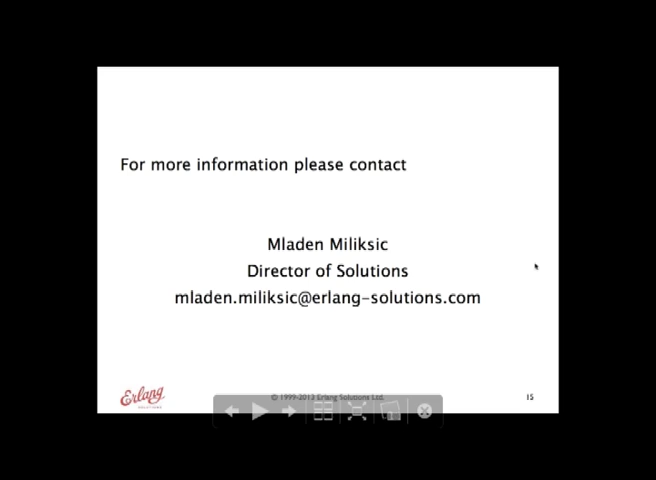 For more information please contact
Mladen Miliksic
Director of Solutions
mladen.miliksic@erlang-solutions.com
Erlang
SOLUTIONS
© 1999-2013 Erlang Solutions Ltd.
15